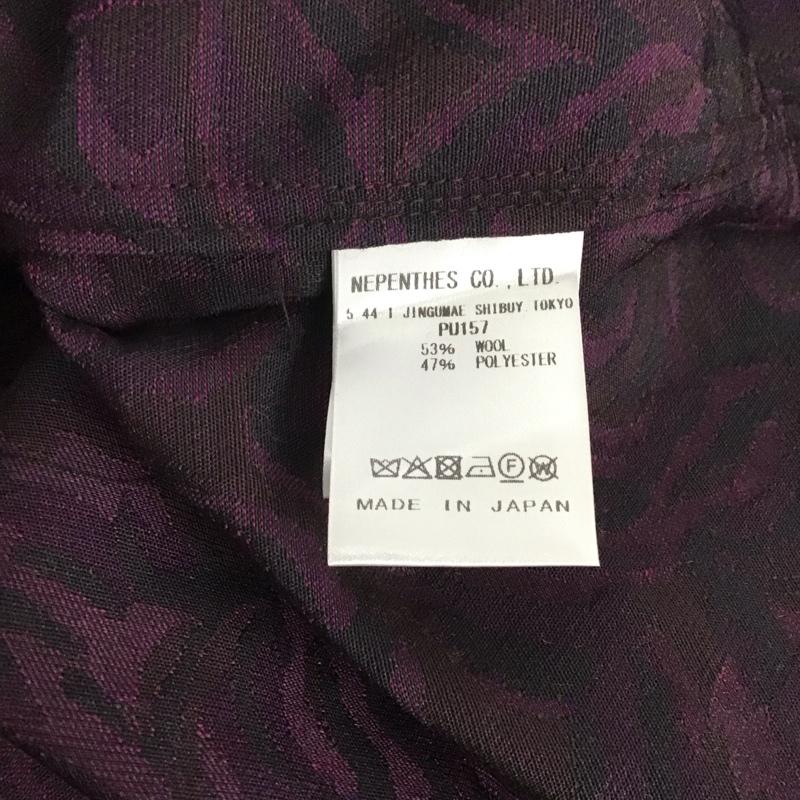 NEPENTHES CO.,LTD.
5 44 1 JINGUMAE SHIBUY TOKYO
PU157
53% WOOL
47% POLYESTER
F W
MADE IN JAPAN